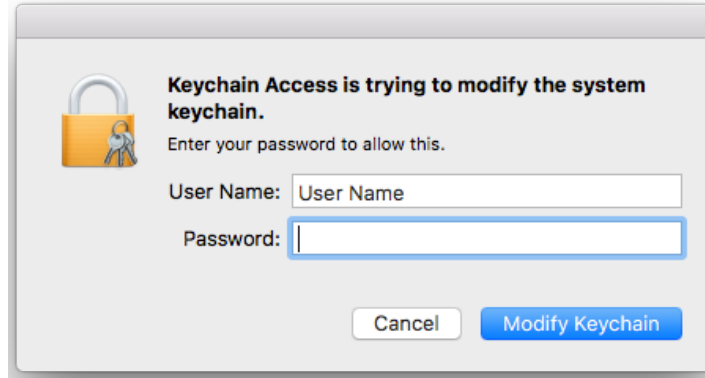 Keychain Access is trying to modify the system
keychain.
Enter your password to allow this.
User Name: User Name
Password:
Cancel Modify Keychain